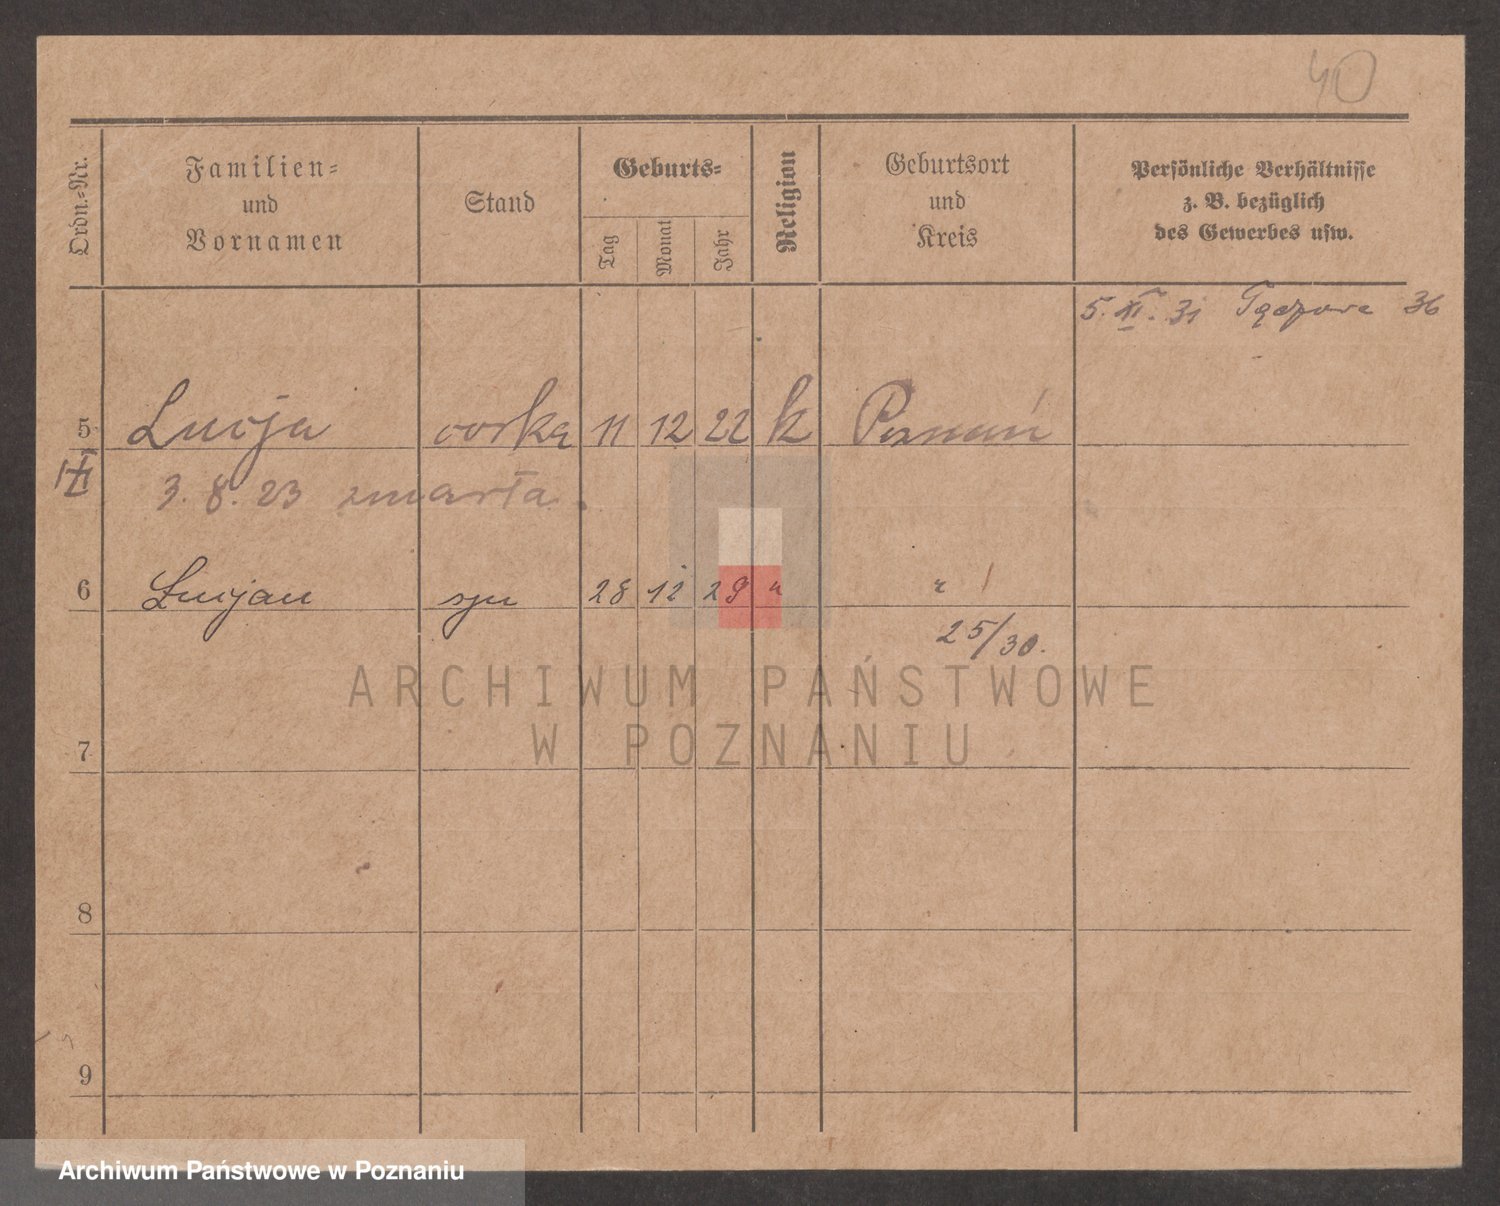 40
Ordn.-Nr.
Familien-
und
Vornamen
Stand
Geburts-
Tag
Monat
Jahr
Religion
Geburtsort
und
Kreis
Persönliche Verhältnisse
z. B. bezüglich
des Gewerbes usw.
5. XI. 31 36
5 Lucja corka 11 12 22 k Poznań
3. 8. 23 zmarła.
6 Lucjan syn 28 12 29 " "
25/30.
ARCHIWUM PAŃSTWOWE
W POZNANIU
7
8
9
Archiwum Państwowe w Poznaniu